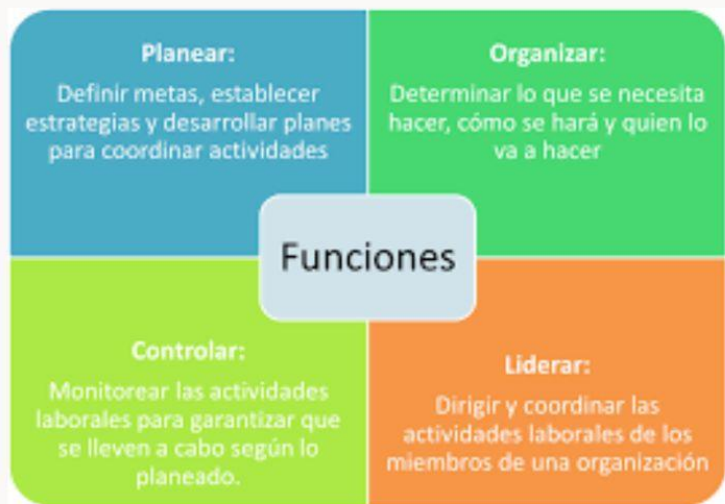 Planear:
Definir metas, establecer
estrategias y desarrollar planes
para coordinar actividades
Organizar:
Determinar lo que se necesita
hacer, cómo se hará y quien lo
va a hacer
Funciones
Controlar:
Monitorear las actividades
laborales para garantizar que
se lleven a cabo según lo
planeado.
Liderar:
Dirigir y coordinar las
actividades laborales de los
miembros de una organización